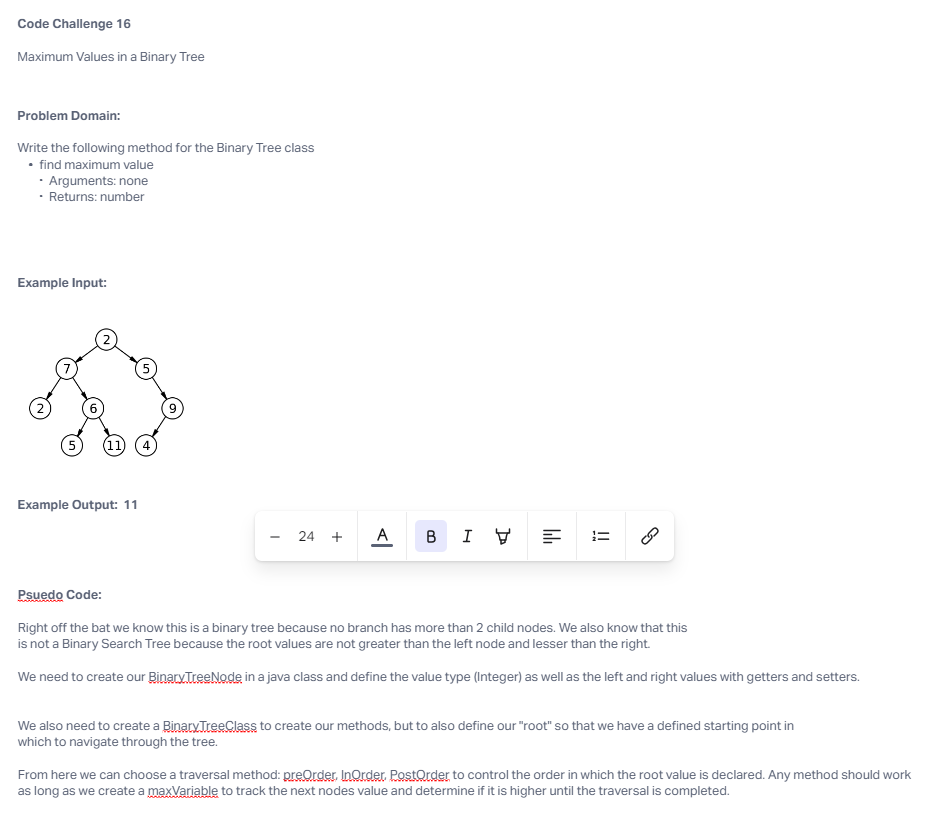 Code Challenge 16
Maximum Values in a Binary Tree
Problem Domain:
Write the following method for the Binary Tree class
• find maximum value
• Arguments: none
• Returns: number
Example Input:
2
7 5
2 6 9
5 11 4
Example Output: 11
− 24 + A B I
Psuedo Code:
Right off the bat we know this is a binary tree because no branch has more than 2 child nodes. We also know that this
is not a Binary Search Tree because the root values are not greater than the left node and lesser than the right.
We need to create our BinaryTreeNode in a java class and define the value type (Integer) as well as the left and right values with getters and setters.
We also need to create a BinaryTreeClass to create our methods, but to also define our "root" so that we have a defined starting point in
which to navigate through the tree.
From here we can choose a traversal method: preOrder, InOrder, PostOrder to control the order in which the root value is declared. Any method should work
as long as we create a maxVariable to track the next nodes value and determine if it is higher until the traversal is completed.